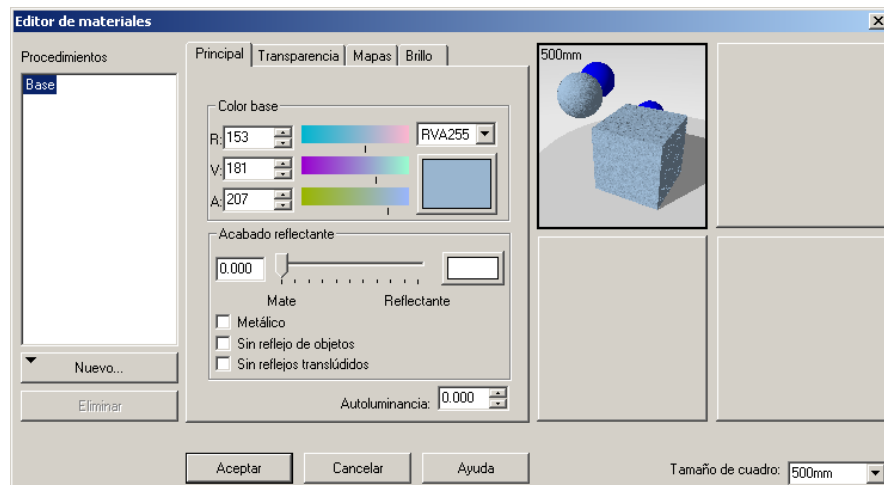 Editor de materiales
Procedimientos
Base
Nuevo...
Eliminar
Principal Transparencia Mapas Brillo
Color base
R: 153 RVA255
V: 181
A: 207
Acabado reflectante
0.000
Mate Reflectante
Metálico
Sin reflejo de objetos
Sin reflejos translúdidos
Autoluminancia: 0.000
500mm
Aceptar Cancelar Ayuda
Tamaño de cuadro: 500mm